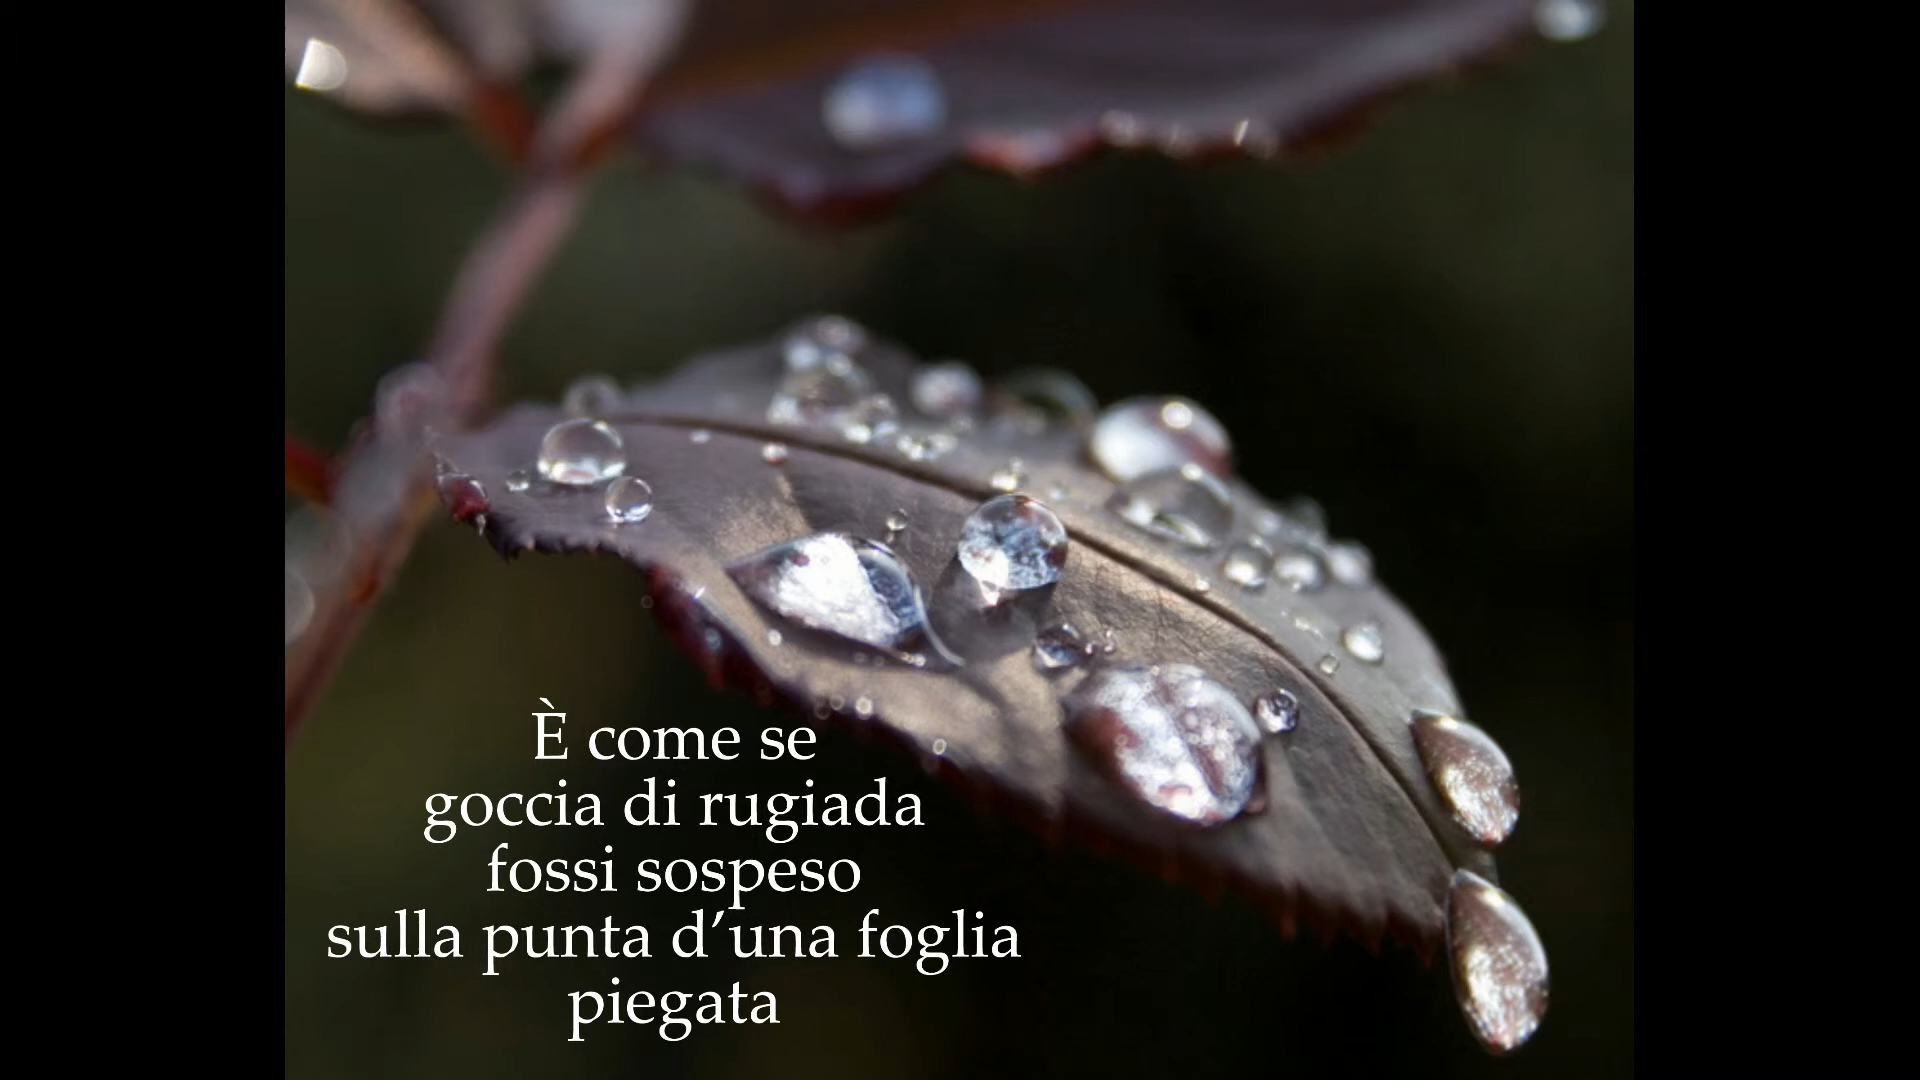 È come se
goccia di rugiada
fossi sospeso
sulla punta d’una foglia
piegata